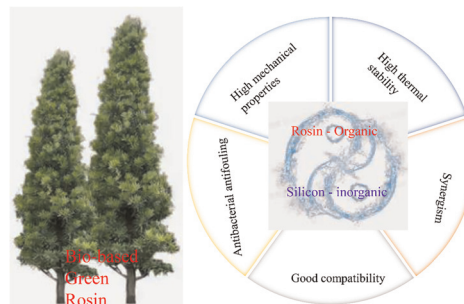 Bio-based
Green
Rosin
High mechanical
properties
High thermal
stability
Rosin - Organic
Silicon - inorganic
Antibacterial antifouling
Synergism
Good compatibility